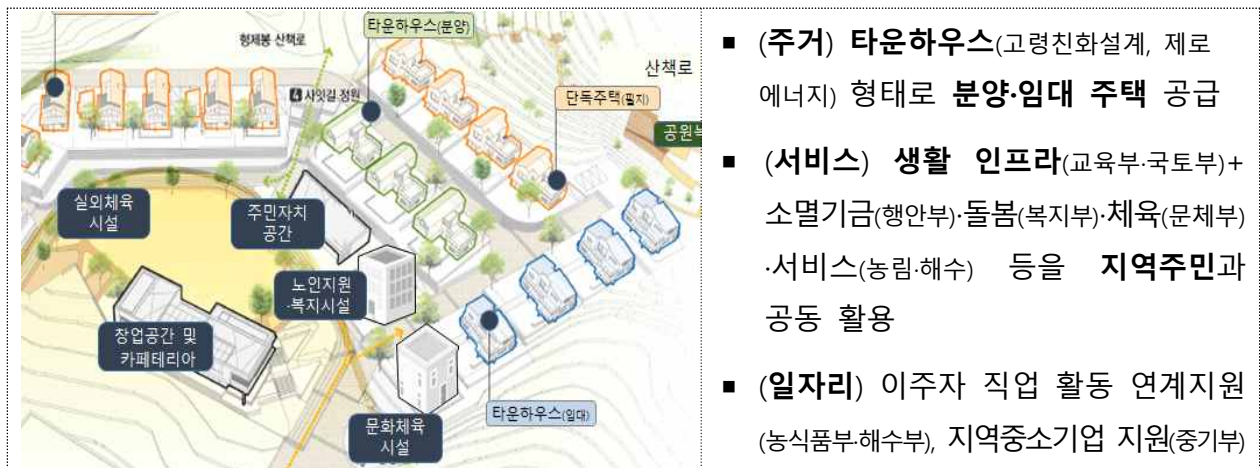 타운하우스(분양)
형제봉 산책로
산책로
4 사잇길 정원
단독주택(필지)
공원녹
실외체육
시설
주민자치
공간
노인지원
·복지시설
창업공간 및
카페테리아
타운하우스(임대)
문화체육
시설
■ (주거) 타운하우스(고령친화설계, 제로
에너지) 형태로 분양·임대 주택 공급
■ (서비스) 생활 인프라(교육부·국토부)+
소멸기금(행안부)·돌봄(복지부)·체육(문체부)
·서비스(농림·해수) 등을 지역주민과
공동 활용
■ (일자리) 이주자 직업 활동 연계지원
(농식품부·해수부), 지역중소기업 지원(중기부)